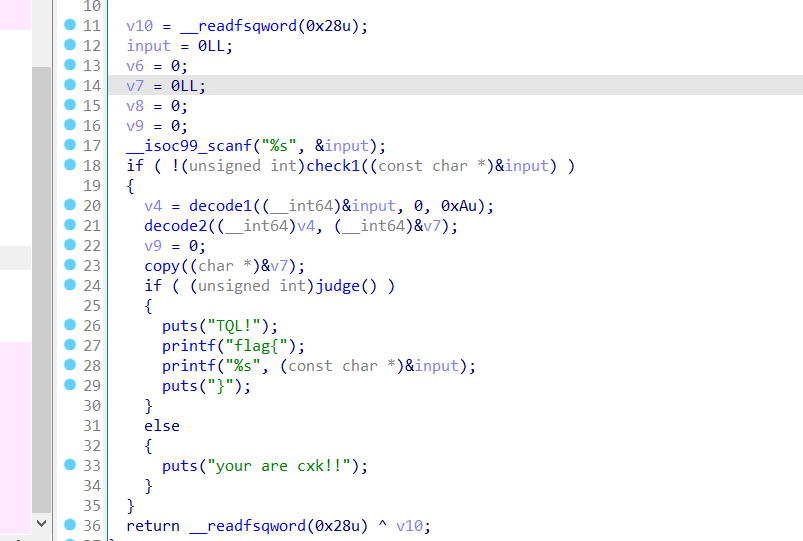 10
11 v10 = __readfsqword(0x28u);
12 input = 0LL;
13 v6 = 0;
14 v7 = 0LL;
15 v8 = 0;
16 v9 = 0;
17 __isoc99_scanf("%s", &input);
18 if ( !(unsigned int)check1((const char *)&input) )
19 {
20 v4 = decode1((__int64)&input, 0, 0xAu);
21 decode2((__int64)v4, (__int64)&v7);
22 v9 = 0;
23 copy((char *)&v7);
24 if ( (unsigned int)judge() )
25 {
26 puts("TQL!");
27 printf("flag{");
28 printf("%s", (const char *)&input);
29 puts("}");
30 }
31 else
32 {
33 puts("your are cxk!!");
34 }
35 }
36 return __readfsqword(0x28u) ^ v10;